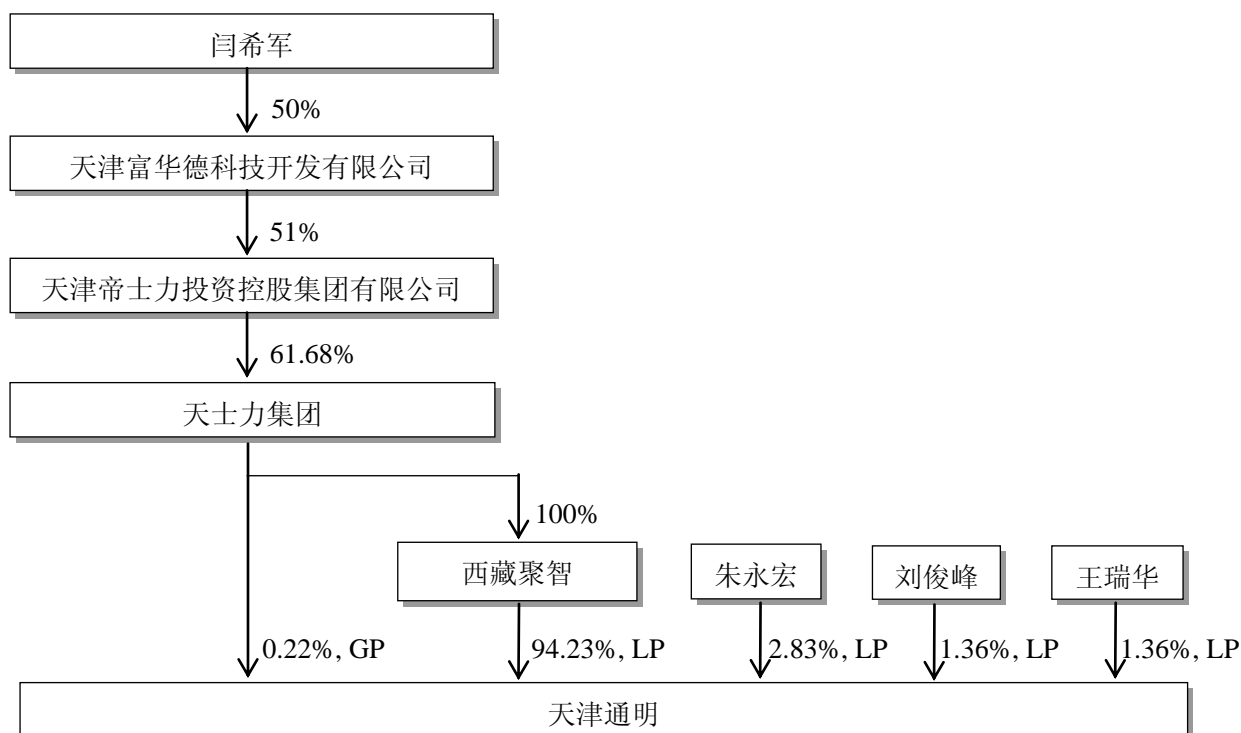 闫希军
50%
天津富华德科技开发有限公司
51%
天津帝士力投资控股集团有限公司
61.68%
天士力集团
100%
西藏聚智
朱永宏
刘俊峰
王瑞华
0.22%, GP
94.23%, LP
2.83%, LP
1.36%, LP
1.36%, LP
天津通明